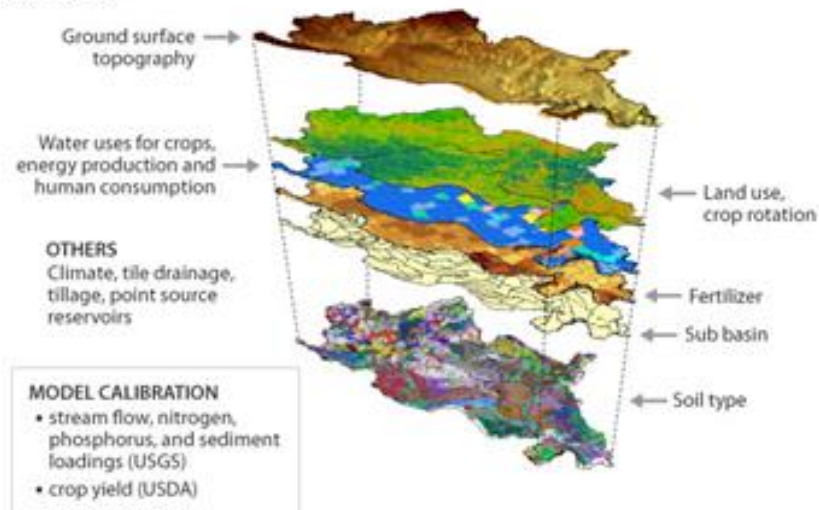 Ground surface
topography
Water uses for crops,
energy production and
human consumption
Land use,
crop rotation
OTHERS
Climate, tile drainage,
tillage, point source
reservoirs
Fertilizer
Sub basin
Soil type
MODEL CALIBRATION
• stream flow, nitrogen,
phosphorus, and sediment
loadings (USGS)
• crop yield (USDA)